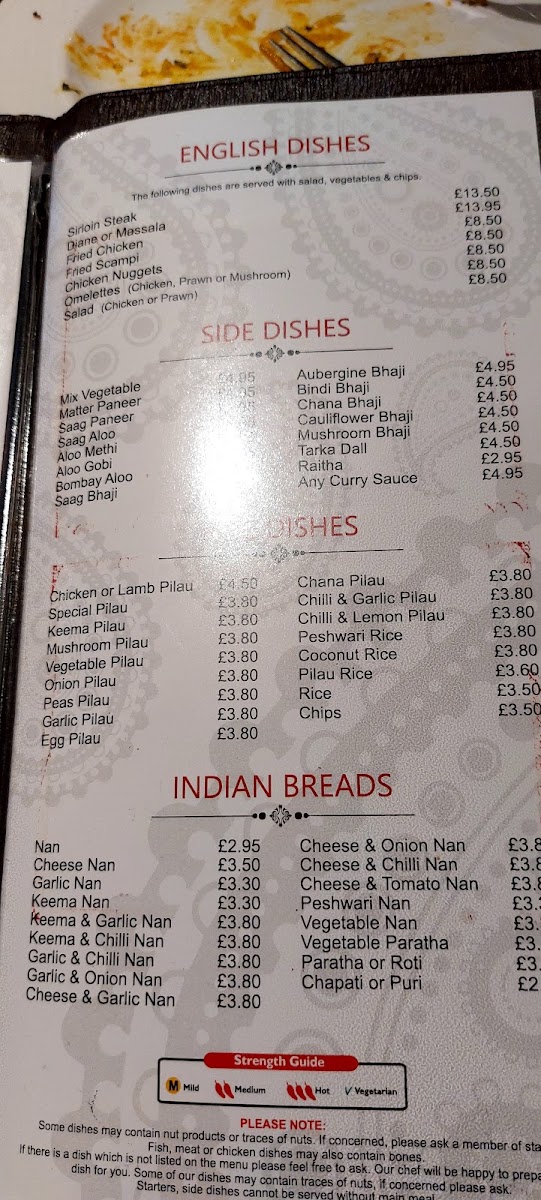 ENGLISH DISHES
The following dishes are served with salad, vegetables & chips.
Sirloin Steak £13.50
Diane or Massala £13.95
Fried Chicken £8.50
Fried Scampi £8.50
Chicken Nuggets £8.50
Omelettes (Chicken, Prawn or Mushroom) £8.50
Salad (Chicken or Prawn) £8.50
SIDE DISHES
Mix Vegetable £4.95
Matter Paneer
Saag Paneer
Saag Aloo
Aloo Methi
Aloo Gobi
Bombay Aloo
Saag Bhaji
Aubergine Bhaji £4.95
Bindi Bhaji £4.50
Chana Bhaji £4.50
Cauliflower Bhaji £4.50
Mushroom Bhaji £4.50
Tarka Dall £4.50
Raitha £2.95
Any Curry Sauce £4.95
DISHES
Chicken or Lamb Pilau £4.50
Special Pilau £3.80
Keema Pilau £3.80
Mushroom Pilau £3.80
Vegetable Pilau £3.80
Onion Pilau £3.80
Peas Pilau £3.80
Garlic Pilau £3.80
Egg Pilau £3.80
Chana Pilau £3.80
Chilli & Garlic Pilau £3.80
Chilli & Lemon Pilau £3.80
Peshwari Rice £3.80
Coconut Rice £3.80
Pilau Rice £3.60
Rice £3.50
Chips £3.50
INDIAN BREADS
Nan £2.95
Cheese Nan £3.50
Garlic Nan £3.30
Keema Nan £3.30
Keema & Garlic Nan £3.80
Keema & Chilli Nan £3.80
Garlic & Chilli Nan £3.80
Garlic & Onion Nan £3.80
Cheese & Garlic Nan £3.80
Cheese & Onion Nan £3.8
Cheese & Chilli Nan £3.8
Cheese & Tomato Nan £3.8
Peshwari Nan £3.
Vegetable Nan £3.
Vegetable Paratha £3.
Paratha or Roti £3.
Chapati or Puri £2
Strength Guide
M Mild Medium Hot √ Vegetarian
PLEASE NOTE:
Some dishes may contain nut products or traces of nuts. If concerned, please ask a member of sta
Fish, meat or chicken dishes may also contain bones.
If there is a dish which is not listed on the menu please feel free to ask. Our chef will be happy to prepa
dish for you. Some of our dishes may contain traces of nuts, if concerned please ask.
Starters, side dishes cannot be served without main mea